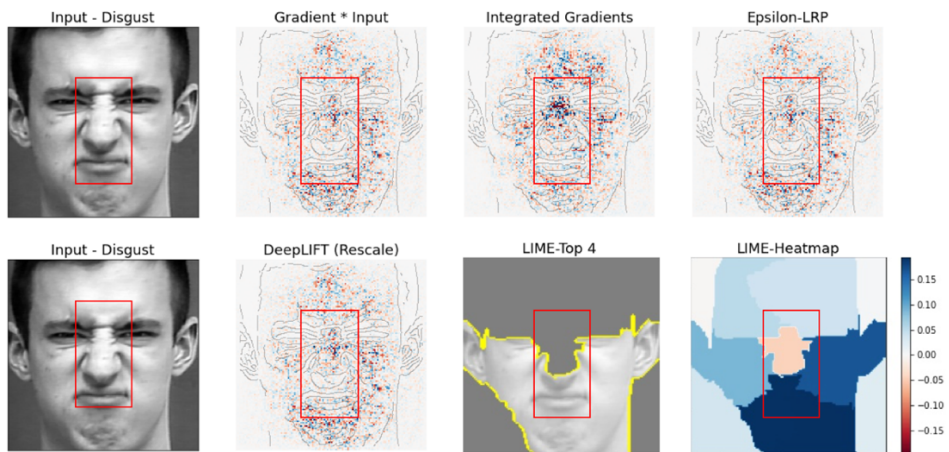 Input - Disgust
Gradient * Input
Integrated Gradients
Epsilon-LRP
Input - Disgust
DeepLIFT (Rescale)
LIME-Top 4
LIME-Heatmap
0.15
0.10
0.05
0.00
−0.05
−0.10
−0.15